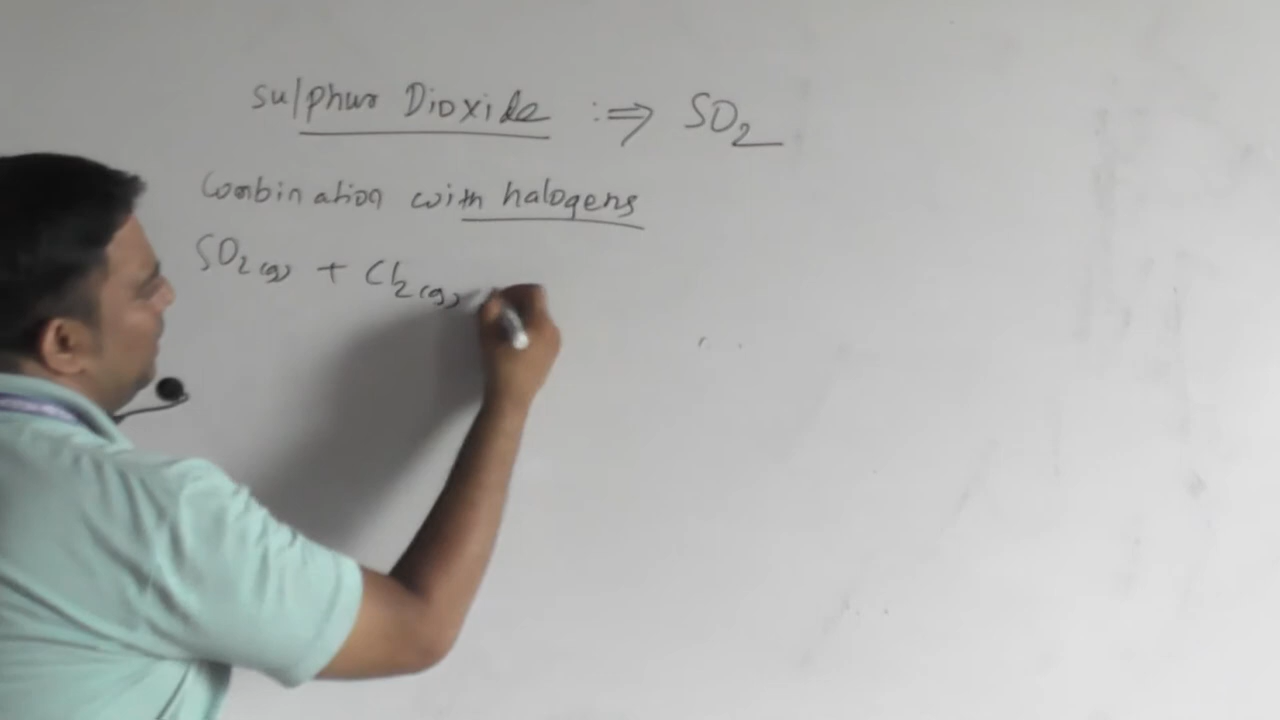 Sulphur Dioxide :⇒ SO₂
Combination with halogens
SO₂(g) + Cl₂(g)